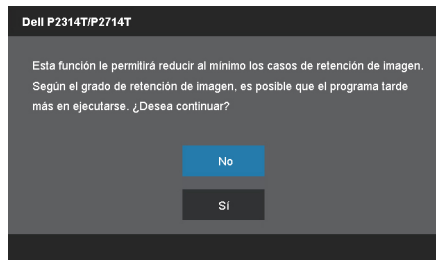 Dell P2314T/P2714T
Esta función le permitirá reducir al mínimo los casos de retención de imagen.
Según el grado de retención de imagen, es posible que el programa tarde
más en ejecutarse. ¿Desea continuar?
No
Sí